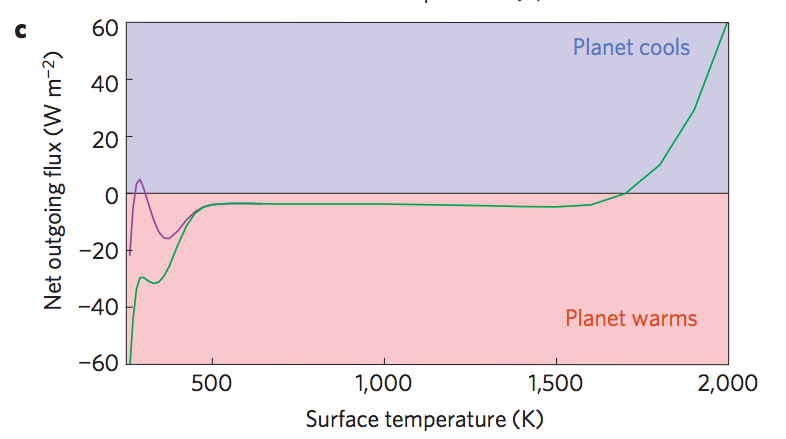 c
Net outgoing flux (W m⁻²)
60
40
20
0
−20
−40
−60
Planet cools
Planet warms
500
1,000
1,500
2,000
Surface temperature (K)